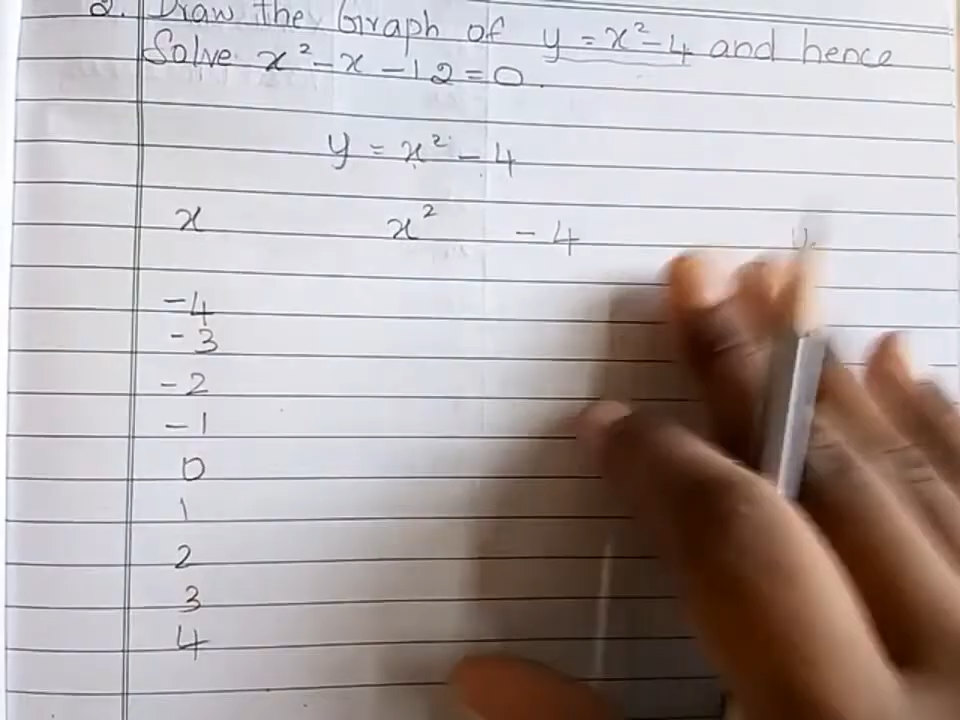 2. Draw the Graph of y = x² - 4 and hence
Solve x² - x - 12 = 0.
y = x² - 4
x x² - 4
-4
-3
-2
-1
0
1
2
3
4